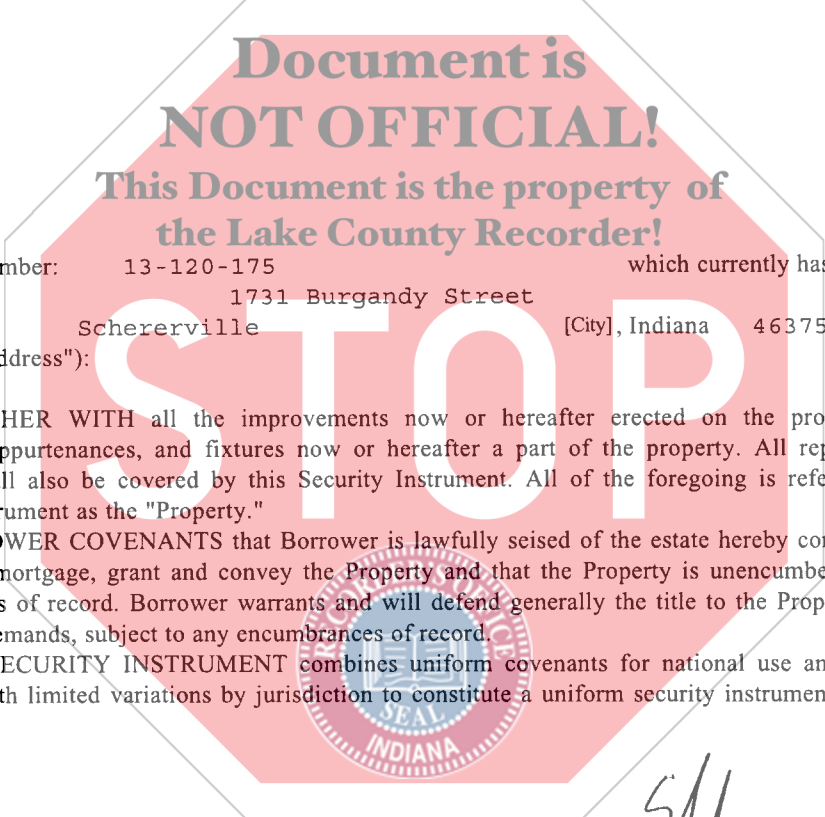 Document is
NOT OFFICIAL!
This Document is the property of
the Lake County Recorder!
mber: 13-120-175 which currently has
1731 Burgandy Street
Schererville [City], Indiana 46375
ddress"):
STOP
HER WITH all the improvements now or hereafter erected on the pro
ppurtenances, and fixtures now or hereafter a part of the property. All rep
ll also be covered by this Security Instrument. All of the foregoing is refe
rument as the "Property."
OWER COVENANTS that Borrower is lawfully seised of the estate hereby con
mortgage, grant and convey the Property and that the Property is unencumbe
s of record. Borrower warrants and will defend generally the title to the Prop
emands, subject to any encumbrances of record.
ECURITY INSTRUMENT combines uniform covenants for national use an
th limited variations by jurisdiction to constitute a uniform security instrumen
RECORDER'S OFFICE
SEAL
INDIANA